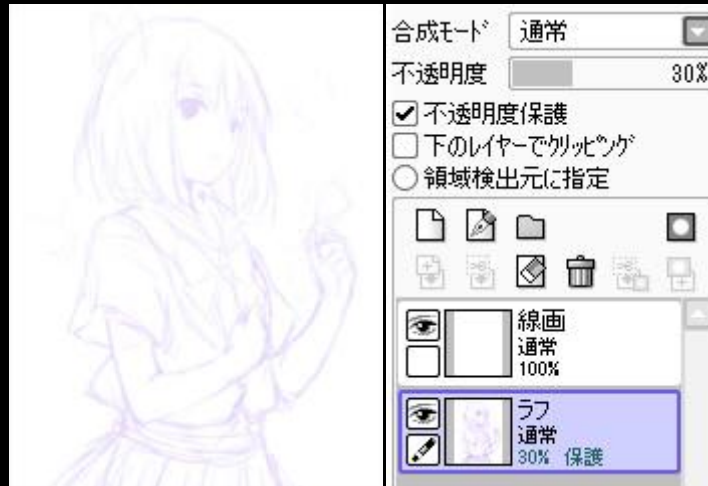 合成モード 通常
不透明度 30%
不透明度保護
下のレイヤーでクリッピング
領域検出元に指定
線画
通常
100%
ラフ
通常
30% 保護